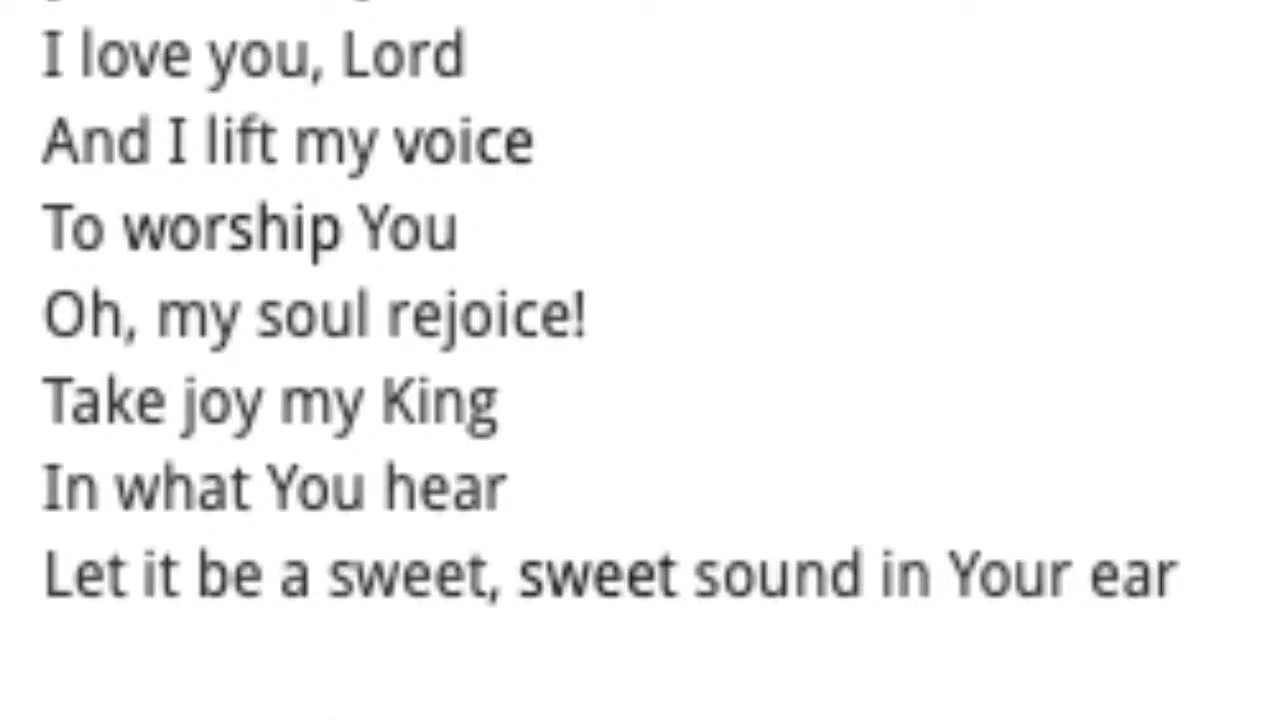 I love you, Lord
And I lift my voice
To worship You
Oh, my soul rejoice!
Take joy my King
In what You hear
Let it be a sweet, sweet sound in Your ear